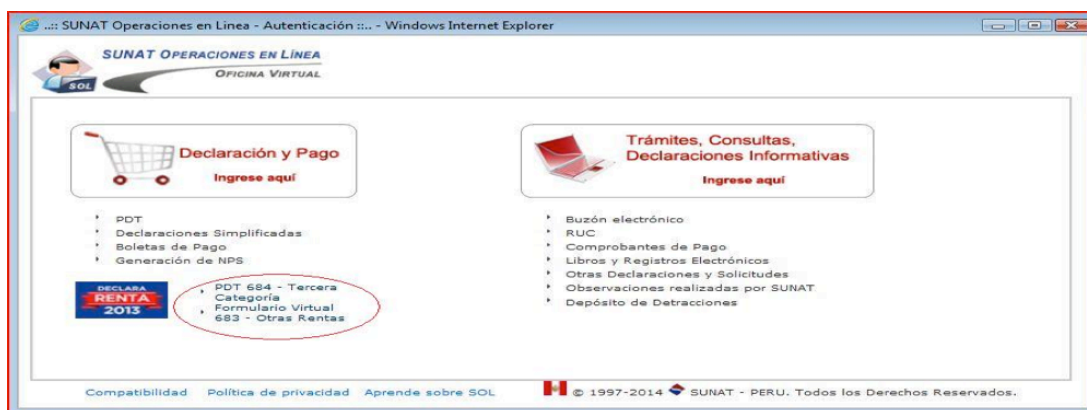 ..:: SUNAT Operaciones en Linea - Autenticación ::.. - Windows Internet Explorer
SUNAT OPERACIONES EN LÍNEA
OFICINA VIRTUAL
SOL
Declaración y Pago
Ingrese aquí
PDT
Declaraciones Simplificadas
Boletas de Pago
Generación de NPS
DECLARA
RENTA
2013
PDT 684 - Tercera
Categoría
Formulario Virtual
683 - Otras Rentas
Trámites, Consultas,
Declaraciones Informativas
Ingrese aquí
Buzón electrónico
RUC
Comprobantes de Pago
Libros y Registros Electrónicos
Otras Declaraciones y Solicitudes
Observaciones realizadas por SUNAT
Depósito de Detracciones
Compatibilidad Política de privacidad Aprende sobre SOL © 1997-2014 SUNAT - PERU. Todos los Derechos Reservados.